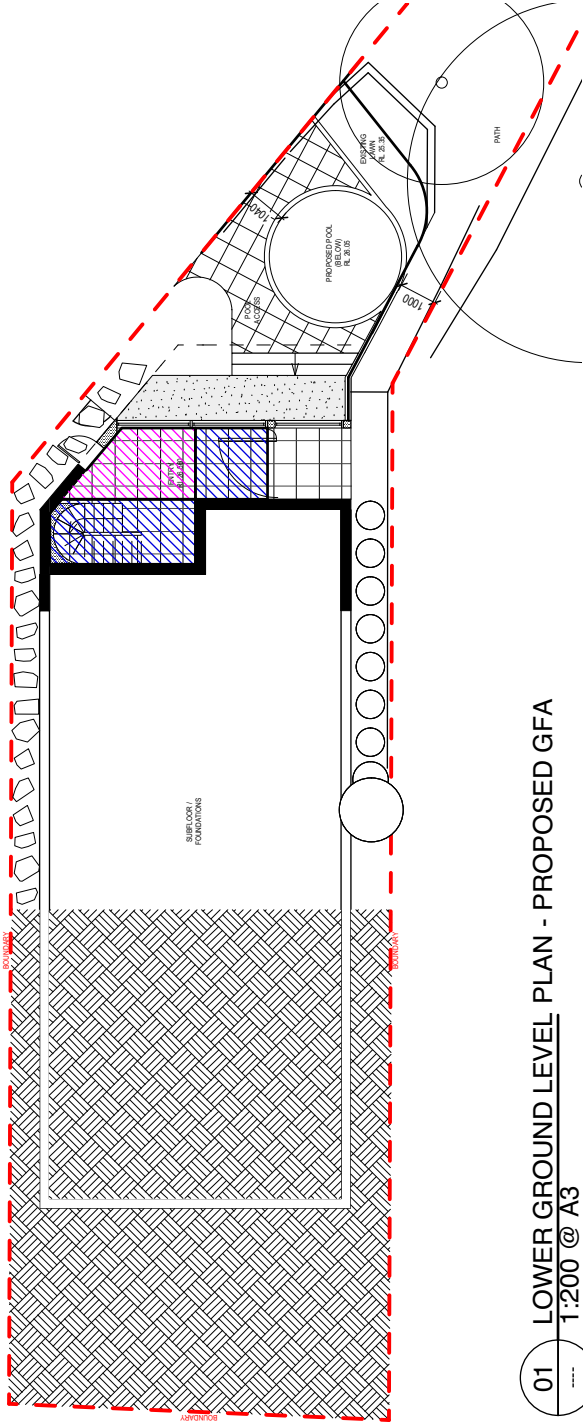 PATH
EXISTING
LAWN
RL 25.35
1040
PROPOSED POOL
(BELOW)
RL 26.05
1000
POOL
ACCESS
ENTRY
SUBFLOOR /
FOUNDATIONS
BOUNDARY
BOUNDARY
BOUNDARY
01
----
LOWER GROUND LEVEL PLAN - PROPOSED GFA
1:200 @ A3